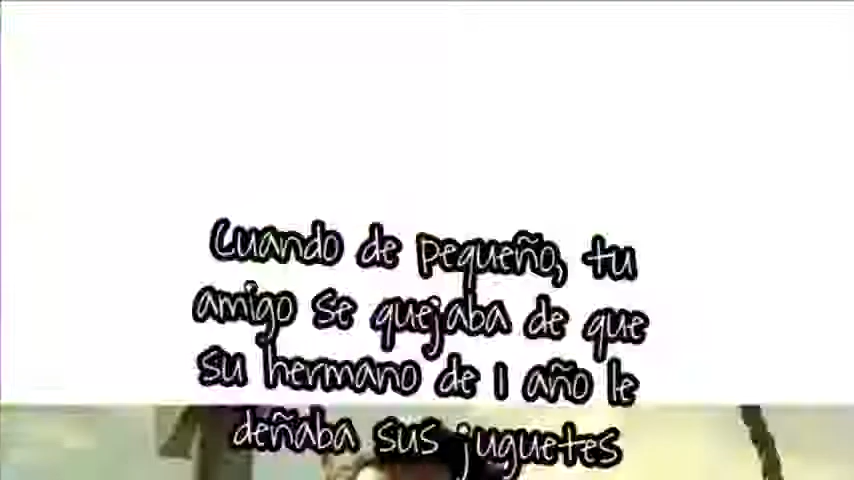 Cuando de pequeño, tu
amigo se quejaba de que
su hermano de 1 año le
deñaba sus juguetes